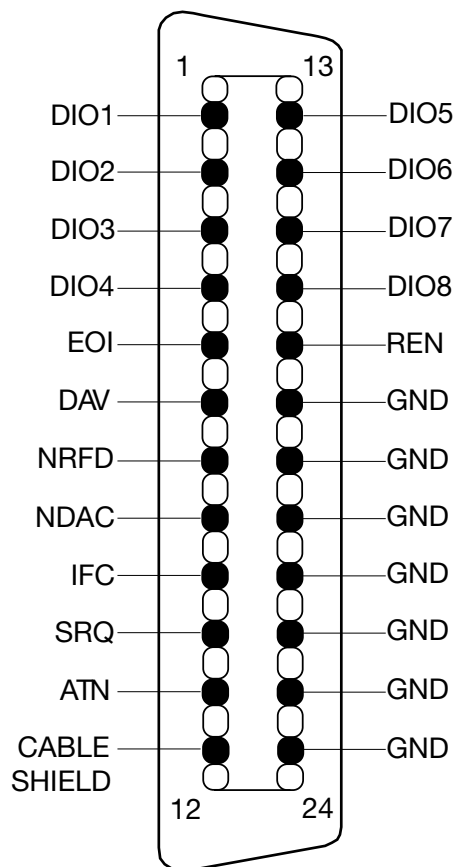 1 13
DIO1 DIO5
DIO2 DIO6
DIO3 DIO7
DIO4 DIO8
EOI REN
DAV GND
NRFD GND
NDAC GND
IFC GND
SRQ GND
ATN GND
CABLE GND
SHIELD
12 24